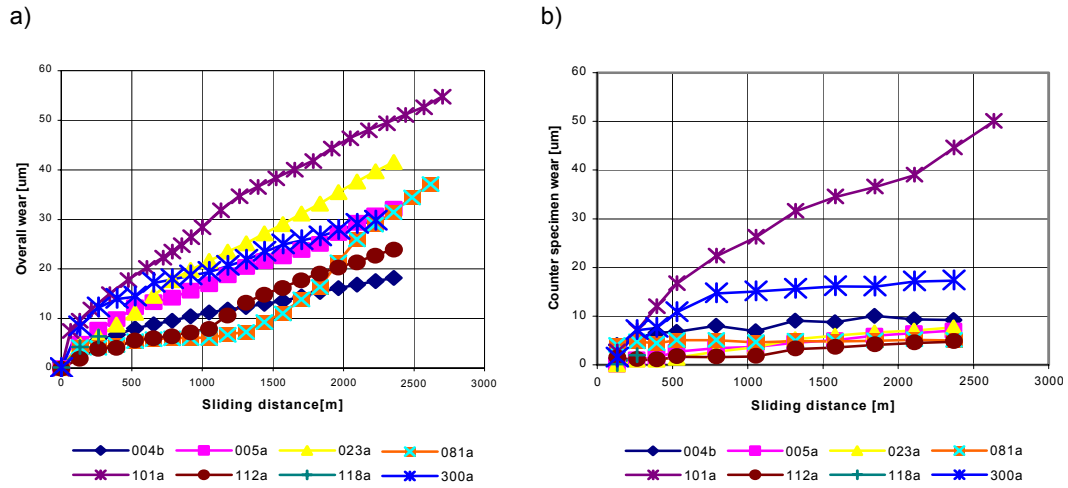 a)
b)
60
50
40
30
20
10
0
0 500 1000 1500 2000 2500 3000
Overall wear [um]
Sliding distance[m]
004b 005a 023a 081a
101a 112a 118a 300a
60
50
40
30
20
10
0
0 500 1000 1500 2000 2500 3000
Counter specimen wear [um]
Sliding distance [m]
004b 005a 023a 081a
101a 112a 118a 300a